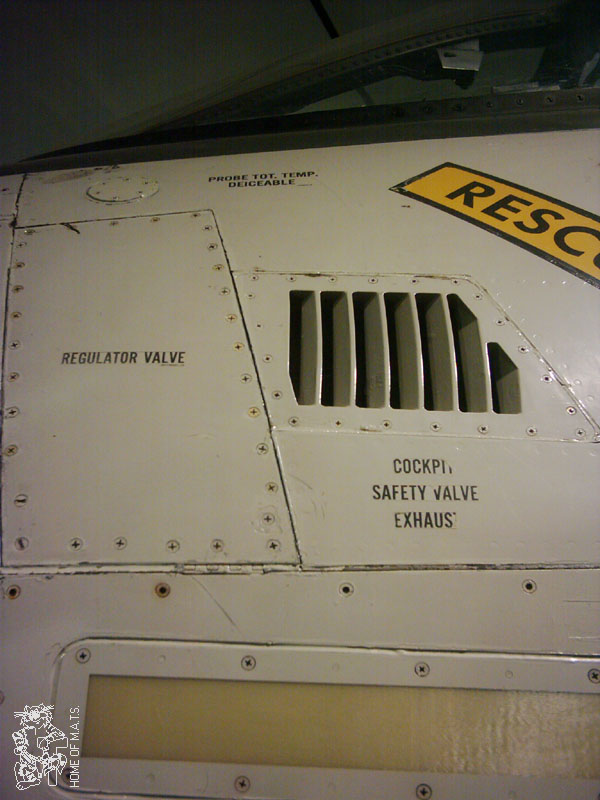 PROBE TOT. TEMP.
DEICEABLE
RESC
REGULATOR VALVE
COCKPIT
SAFETY VALVE
EXHAUST
HOME OF M.A.T.S.